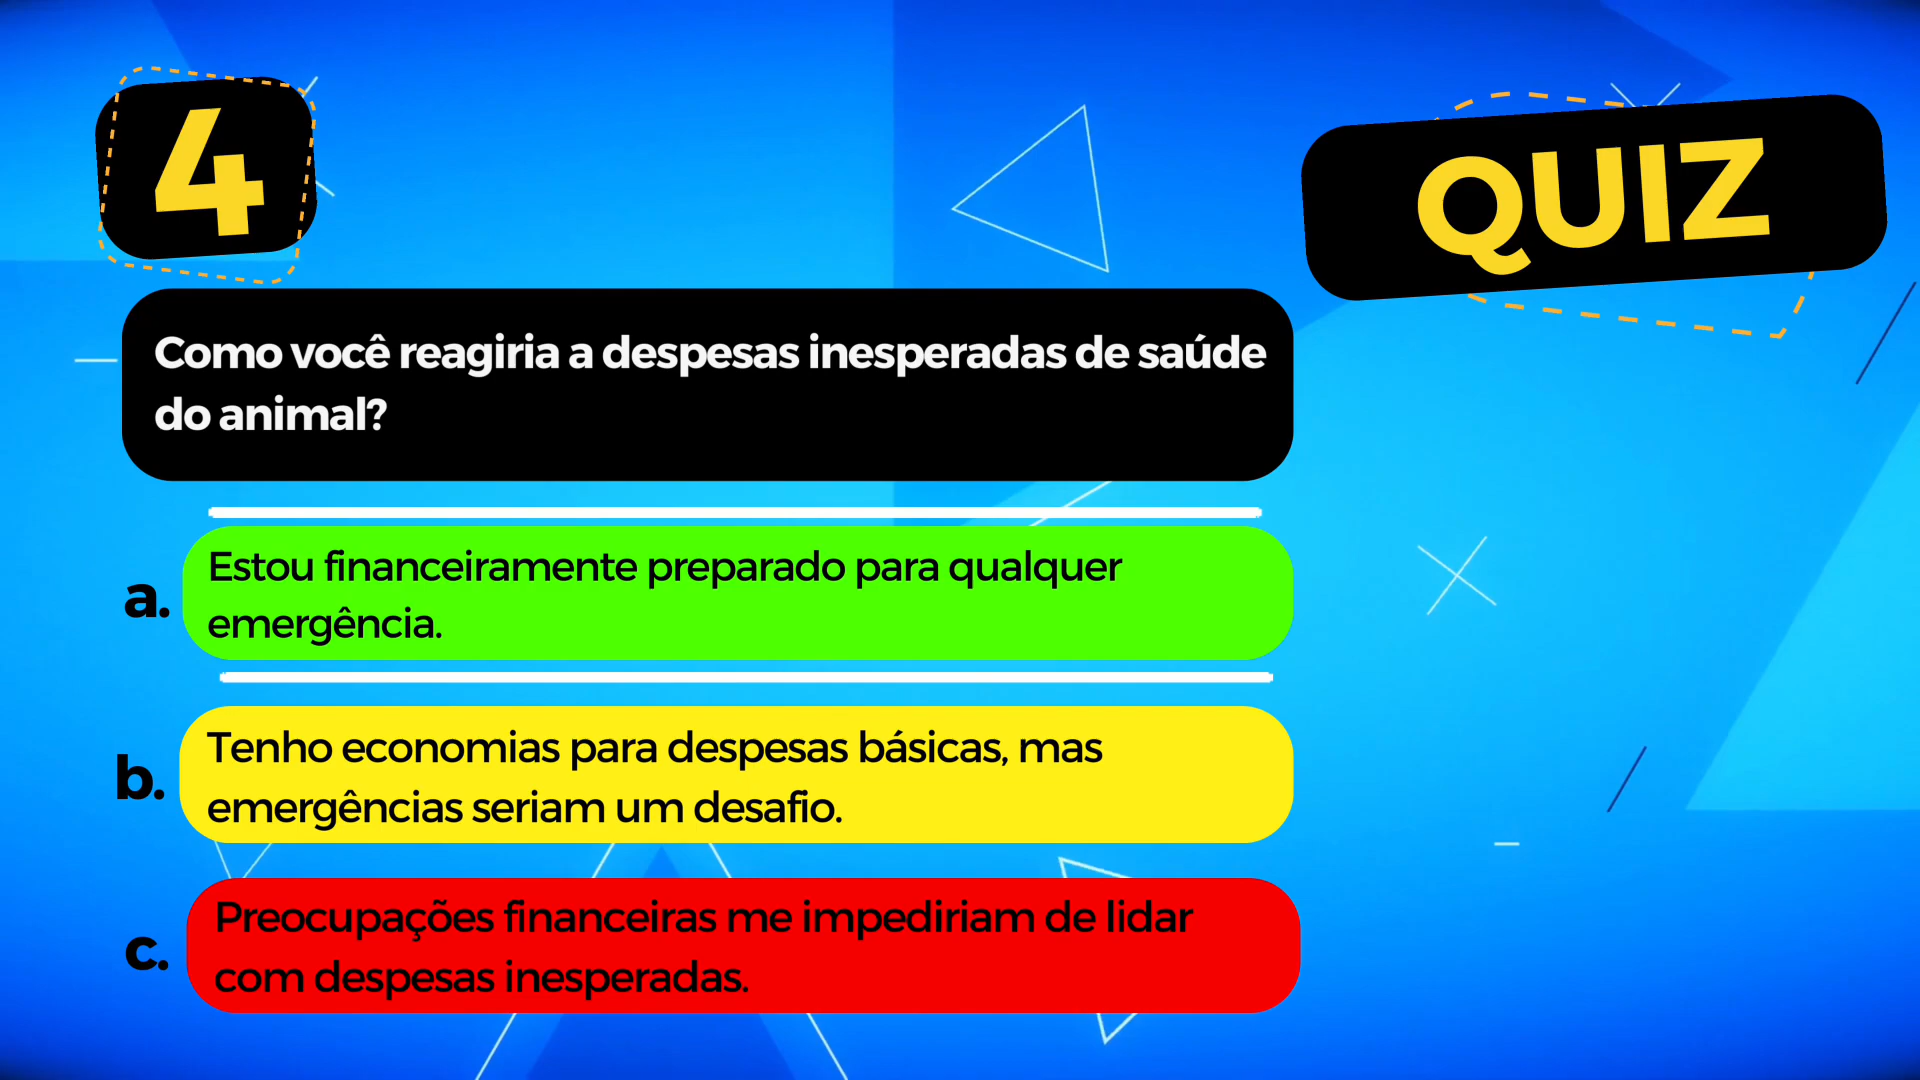 4
QUIZ
Como você reagiria a despesas inesperadas de saúde
do animal?
a. Estou financeiramente preparado para qualquer
emergência.
b. Tenho economias para despesas básicas, mas
emergências seriam um desafio.
c. Preocupações financeiras me impediriam de lidar
com despesas inesperadas.